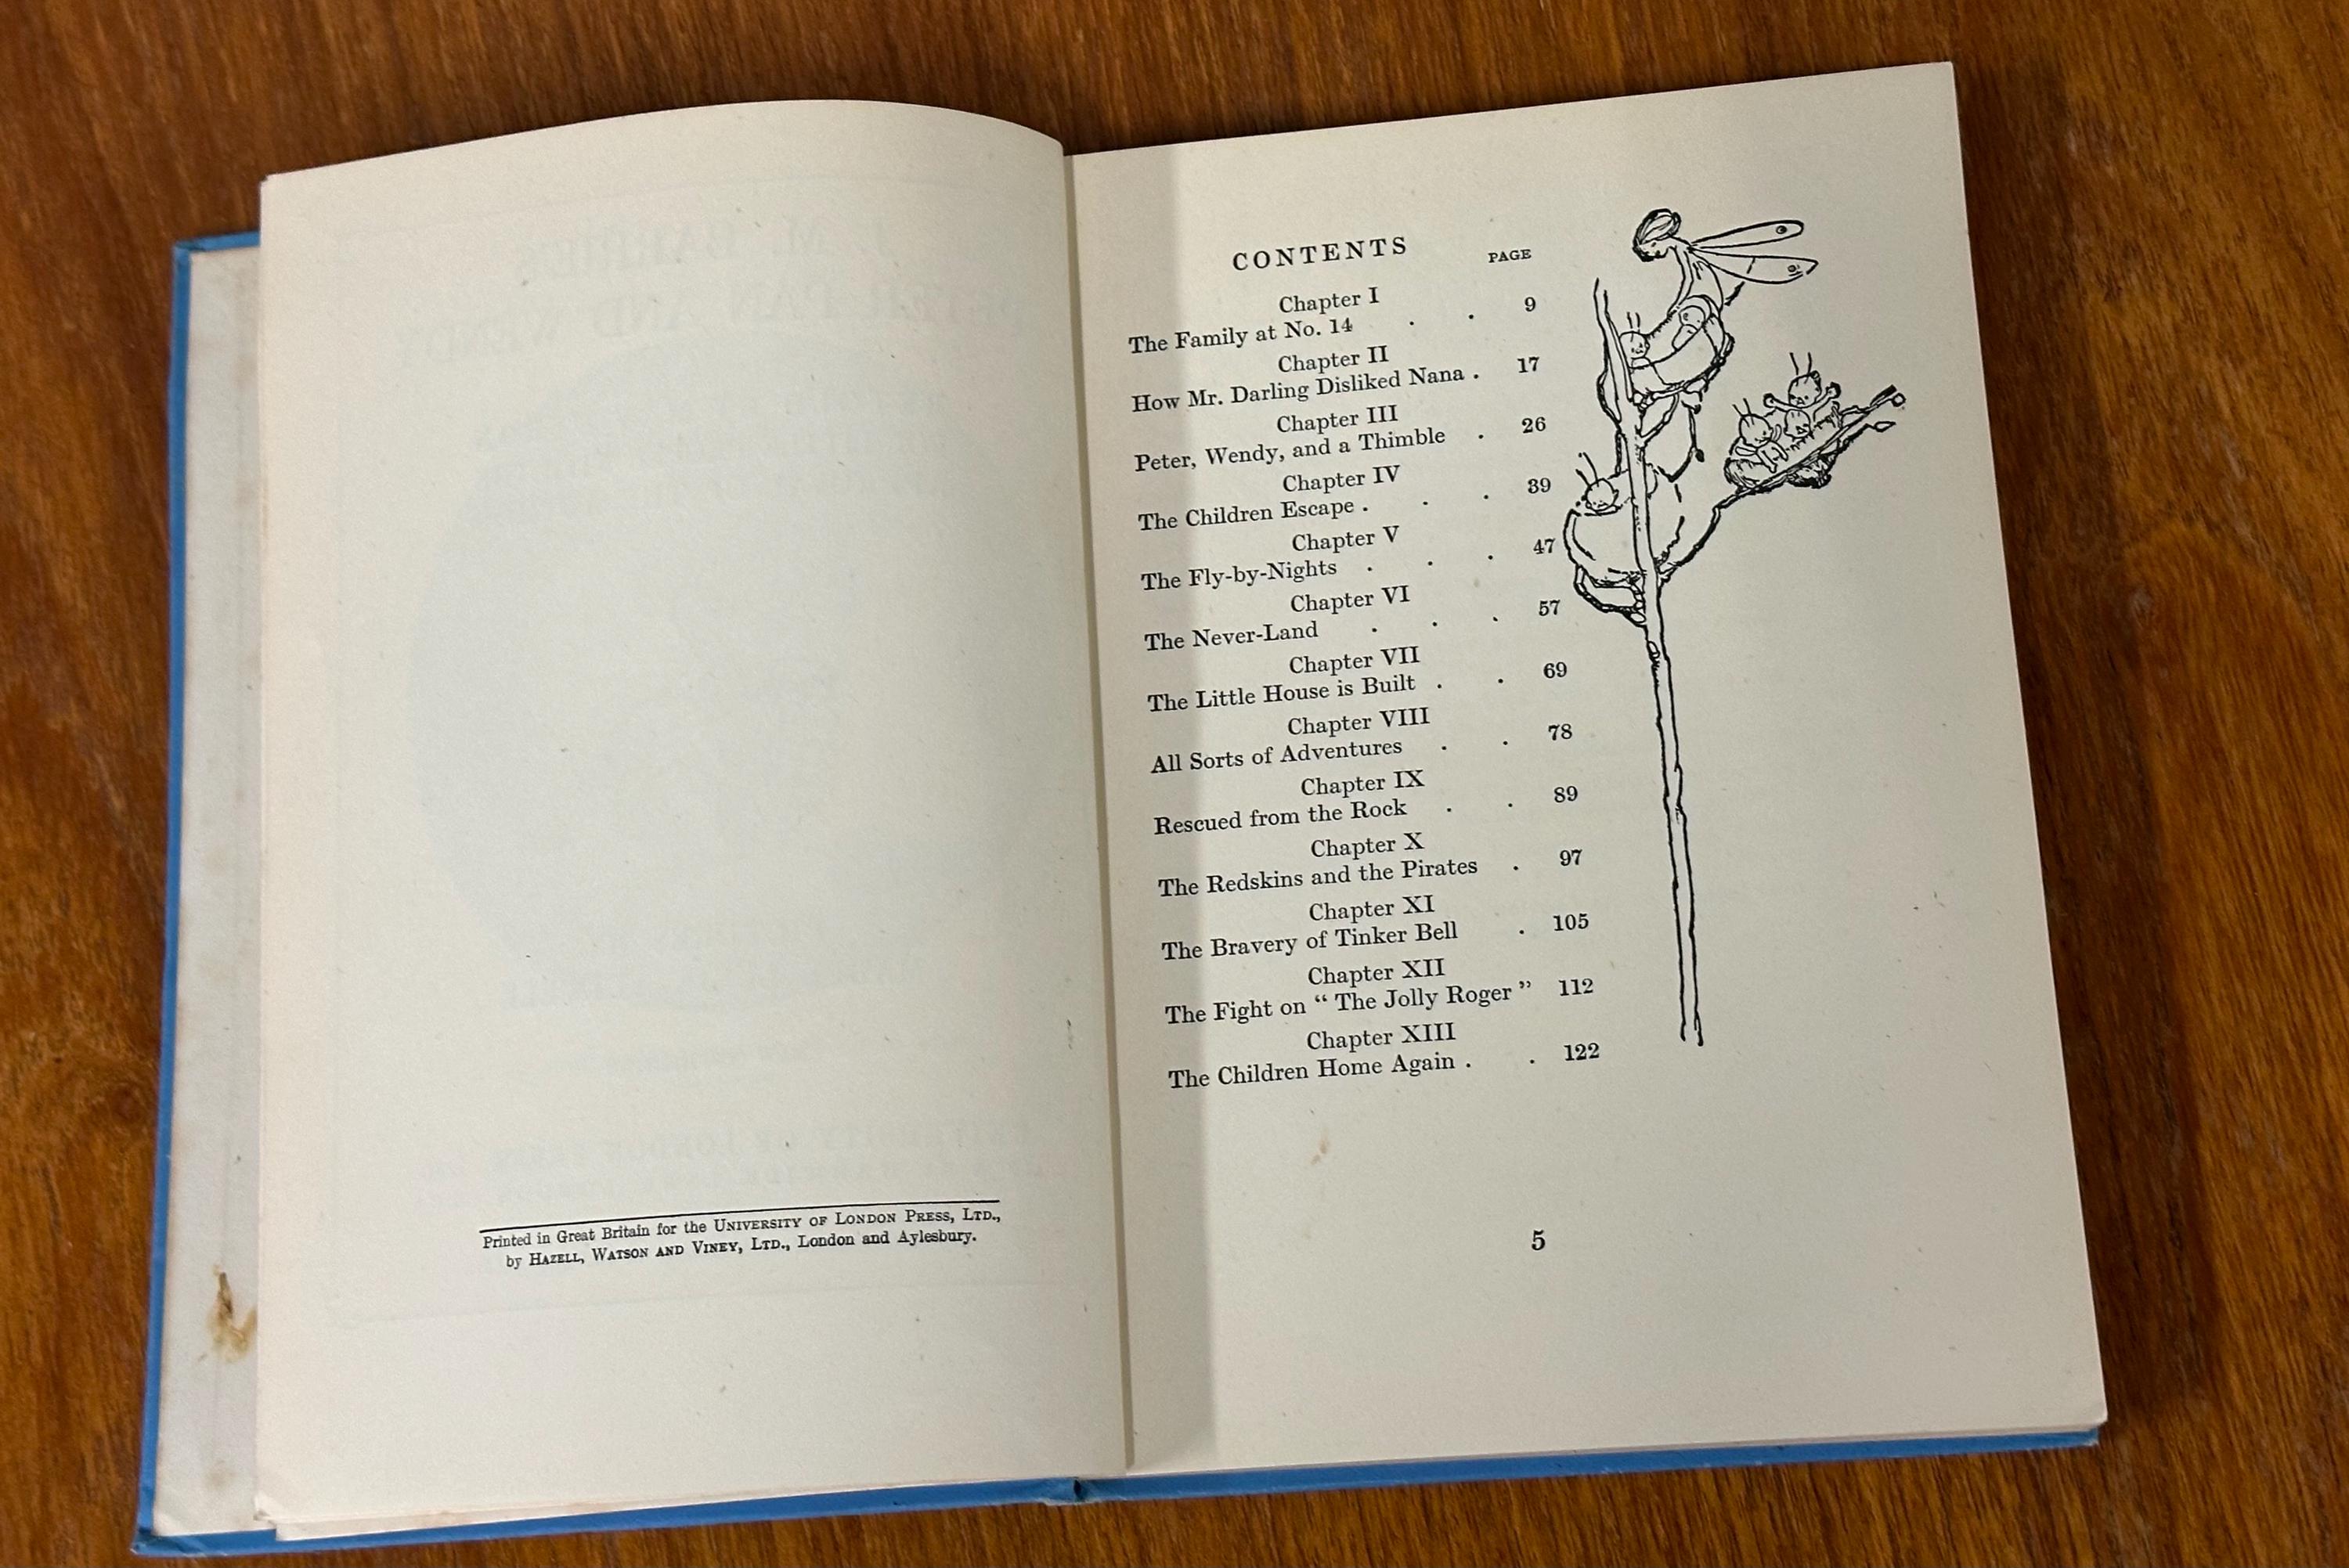 Printed in Great Britain for the UNIVERSITY OF LONDON PRESS, LTD.,
by HAZELL, WATSON AND VINEY, LTD., London and Aylesbury.
CONTENTS
PAGE
Chapter I
The Family at No. 14 . . 9
Chapter II
How Mr. Darling Disliked Nana . 17
Chapter III
Peter, Wendy, and a Thimble . 26
Chapter IV
The Children Escape . . . 39
Chapter V
The Fly-by-Nights . . . 47
Chapter VI
The Never-Land . . . 57
Chapter VII
The Little House is Built . . 69
Chapter VIII
All Sorts of Adventures . . 78
Chapter IX
Rescued from the Rock . . 89
Chapter X
The Redskins and the Pirates . 97
Chapter XI
The Bravery of Tinker Bell . 105
Chapter XII
The Fight on “ The Jolly Roger ” 112
Chapter XIII
The Children Home Again . . 122
5